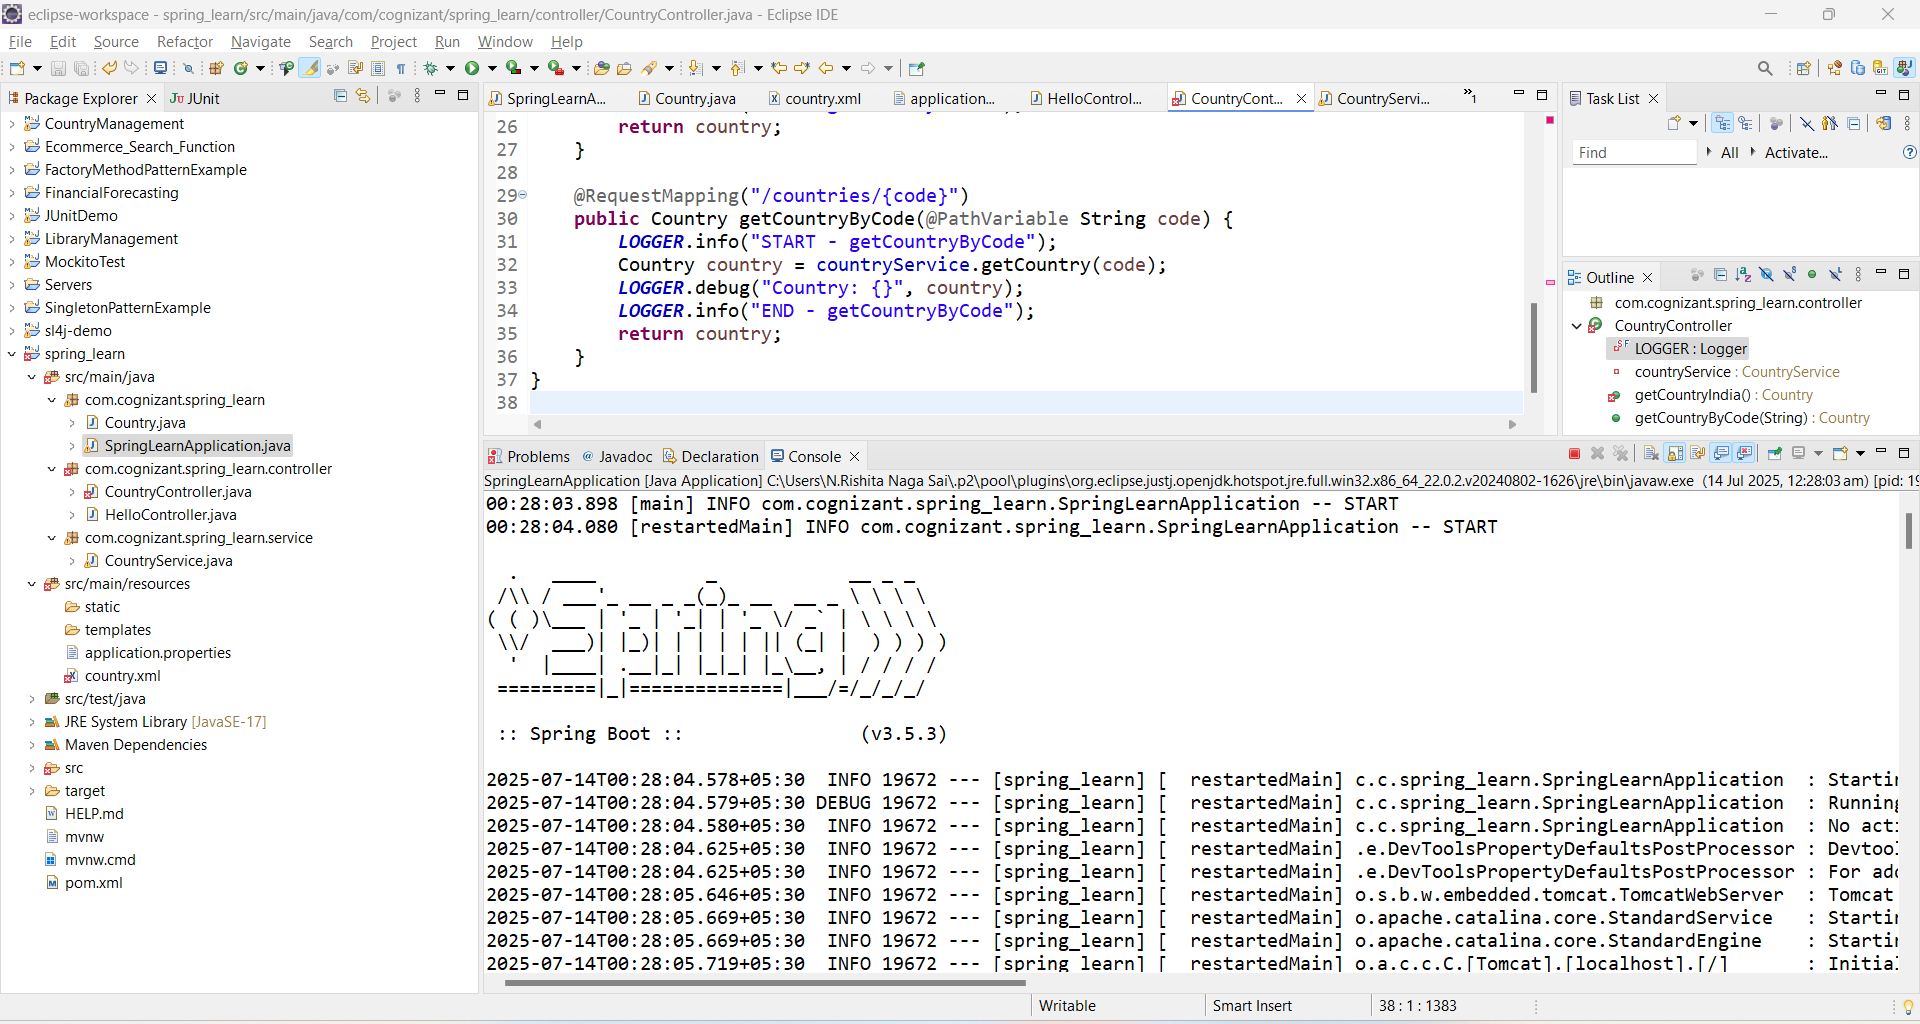 eclipse-workspace - spring_learn/src/main/java/com/cognizant/spring_learn/controller/CountryController.java - Eclipse IDE
File Edit Source Refactor Navigate Search Project Run Window Help
Package Explorer JUnit
CountryManagement
Ecommerce_Search_Function
FactoryMethodPatternExample
FinancialForecasting
JUnitDemo
LibraryManagement
MockitoTest
Servers
SingletonPatternExample
sl4j-demo
spring_learn
src/main/java
com.cognizant.spring_learn
Country.java
SpringLearnApplication.java
com.cognizant.spring_learn.controller
CountryController.java
HelloController.java
com.cognizant.spring_learn.service
CountryService.java
src/main/resources
static
templates
application.properties
country.xml
src/test/java
JRE System Library [JavaSE-17]
Maven Dependencies
src
target
HELP.md
mvnw
mvnw.cmd
pom.xml
SpringLearnA... Country.java country.xml application... HelloControl... CountryCont... CountryServi... »1
26 return country;
27 }
28
29 @RequestMapping("/countries/{code}")
30 public Country getCountryByCode(@PathVariable String code) {
31 LOGGER.info("START - getCountryByCode");
32 Country country = countryService.getCountry(code);
33 LOGGER.debug("Country: {}", country);
34 LOGGER.info("END - getCountryByCode");
35 return country;
36 }
37 }
38
Task List
Find All Activate...
Outline
com.cognizant.spring_learn.controller
CountryController
LOGGER : Logger
countryService : CountryService
getCountryIndia() : Country
getCountryByCode(String) : Country
Problems Javadoc Declaration Console
SpringLearnApplication [Java Application] C:\Users\N.Rishita Naga Sai\.p2\pool\plugins\org.eclipse.justj.openjdk.hotspot.jre.full.win32.x86_64_22.0.2.v20240802-1626\jre\bin\javaw.exe (14 Jul 2025, 12:28:03 am) [pid: 19
00:28:03.898 [main] INFO com.cognizant.spring_learn.SpringLearnApplication -- START
00:28:04.080 [restartedMain] INFO com.cognizant.spring_learn.SpringLearnApplication -- START
Spring
:: Spring Boot :: (v3.5.3)
2025-07-14T00:28:04.578+05:30 INFO 19672 --- [spring_learn] [ restartedMain] c.c.spring_learn.SpringLearnApplication : Startin
2025-07-14T00:28:04.579+05:30 DEBUG 19672 --- [spring_learn] [ restartedMain] c.c.spring_learn.SpringLearnApplication : Running
2025-07-14T00:28:04.580+05:30 INFO 19672 --- [spring_learn] [ restartedMain] c.c.spring_learn.SpringLearnApplication : No acti
2025-07-14T00:28:04.625+05:30 INFO 19672 --- [spring_learn] [ restartedMain] .e.DevToolsPropertyDefaultsPostProcessor : Devtool
2025-07-14T00:28:04.625+05:30 INFO 19672 --- [spring_learn] [ restartedMain] .e.DevToolsPropertyDefaultsPostProcessor : For add
2025-07-14T00:28:05.646+05:30 INFO 19672 --- [spring_learn] [ restartedMain] o.s.b.w.embedded.tomcat.TomcatWebServer : Tomcat
2025-07-14T00:28:05.669+05:30 INFO 19672 --- [spring_learn] [ restartedMain] o.apache.catalina.core.StandardService : Startin
2025-07-14T00:28:05.669+05:30 INFO 19672 --- [spring_learn] [ restartedMain] o.apache.catalina.core.StandardEngine : Startin
2025-07-14T00:28:05.719+05:30 INFO 19672 --- [spring_learn] [ restartedMain] o.a.c.c.C.[Tomcat].[localhost].[/] : Initial
Writable Smart Insert 38 : 1 : 1383